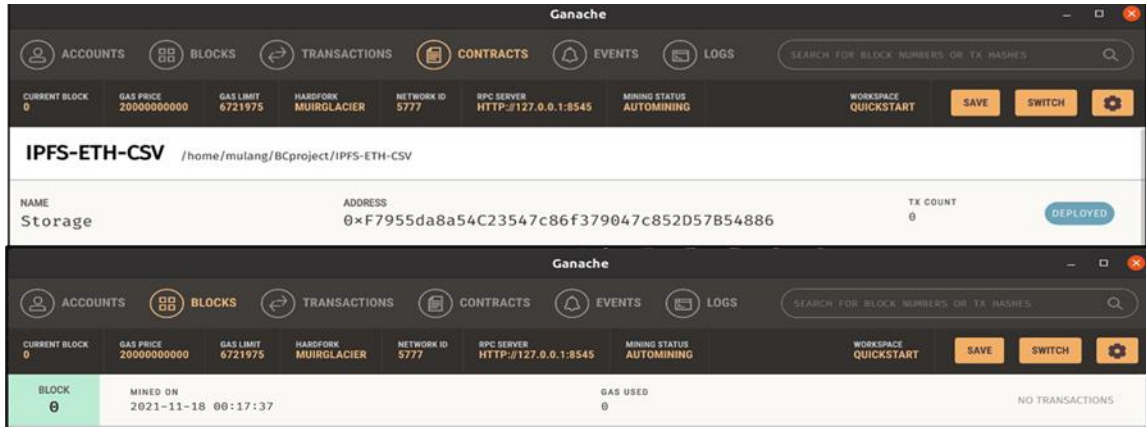 Ganache
ACCOUNTS BLOCKS TRANSACTIONS CONTRACTS EVENTS LOGS SEARCH FOR BLOCK NUMBERS OR TX HASHES
CURRENT BLOCK GAS PRICE GAS LIMIT HARDFORK NETWORK ID RPC SERVER MINING STATUS WORKSPACE
0 20000000000 6721975 MUIRGLACIER 5777 HTTP://127.0.0.1:8545 AUTOMINING QUICKSTART SAVE SWITCH
IPFS-ETH-CSV /home/mulang/BCproject/IPFS-ETH-CSV
NAME ADDRESS TX COUNT
Storage 0×F7955da8a54C23547c86f379047c852D57B54886 0 DEPLOYED
Ganache
ACCOUNTS BLOCKS TRANSACTIONS CONTRACTS EVENTS LOGS SEARCH FOR BLOCK NUMBERS OR TX HASHES
CURRENT BLOCK GAS PRICE GAS LIMIT HARDFORK NETWORK ID RPC SERVER MINING STATUS WORKSPACE
0 20000000000 6721975 MUIRGLACIER 5777 HTTP://127.0.0.1:8545 AUTOMINING QUICKSTART SAVE SWITCH
BLOCK MINED ON GAS USED
0 2021-11-18 00:17:37 0 NO TRANSACTIONS